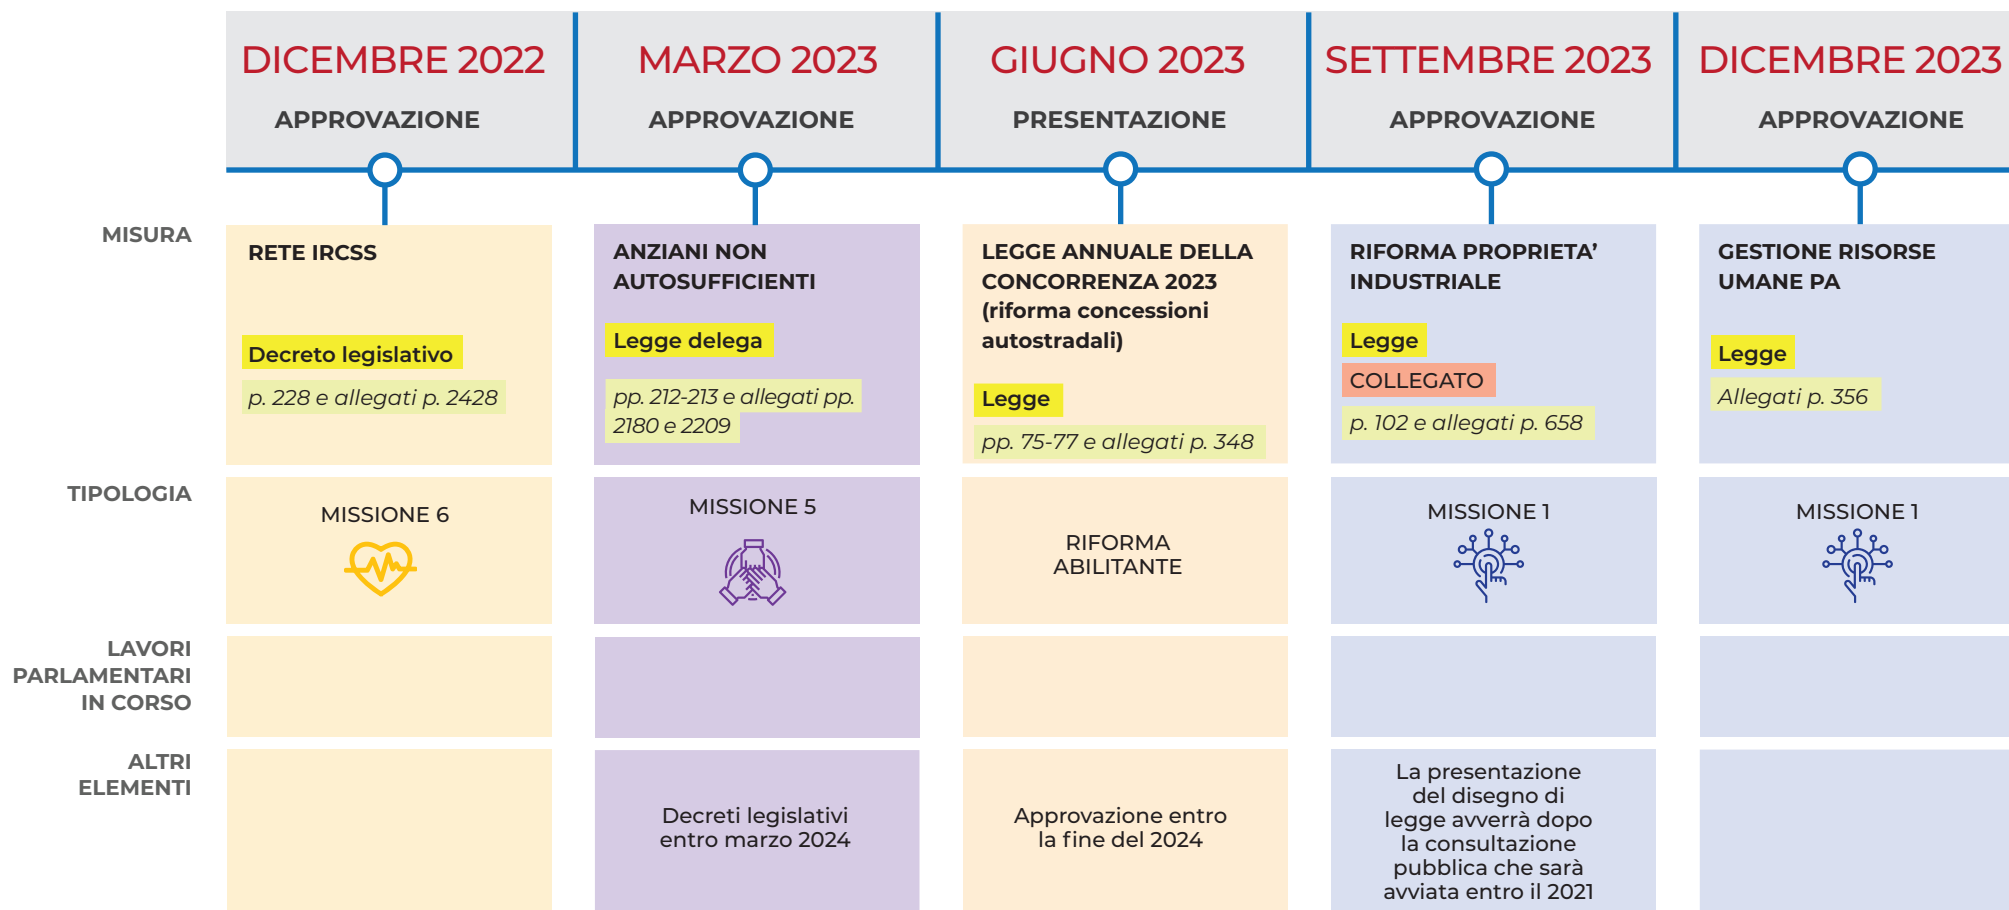 DICEMBRE 2022
APPROVAZIONE
MARZO 2023
APPROVAZIONE
GIUGNO 2023
PRESENTAZIONE
SETTEMBRE 2023
APPROVAZIONE
DICEMBRE 2023
APPROVAZIONE
MISURA
RETE IRCSS
Decreto legislativo
p. 228 e allegati p. 2428
ANZIANI NON
AUTOSUFFICIENTI
Legge delega
pp. 212-213 e allegati pp.
2180 e 2209
LEGGE ANNUALE DELLA
CONCORRENZA 2023
(riforma concessioni
autostradali)
Legge
pp. 75-77 e allegati p. 348
RIFORMA PROPRIETA’
INDUSTRIALE
Legge
COLLEGATO
p. 102 e allegati p. 658
GESTIONE RISORSE
UMANE PA
Legge
Allegati p. 356
TIPOLOGIA
MISSIONE 6
MISSIONE 5
RIFORMA
ABILITANTE
MISSIONE 1
MISSIONE 1
LAVORI
PARLAMENTARI
IN CORSO
ALTRI
ELEMENTI
Decreti legislativi
entro marzo 2024
Approvazione entro
la fine del 2024
La presentazione
del disegno di
legge avverrà dopo
la consultazione
pubblica che sarà
avviata entro il 2021